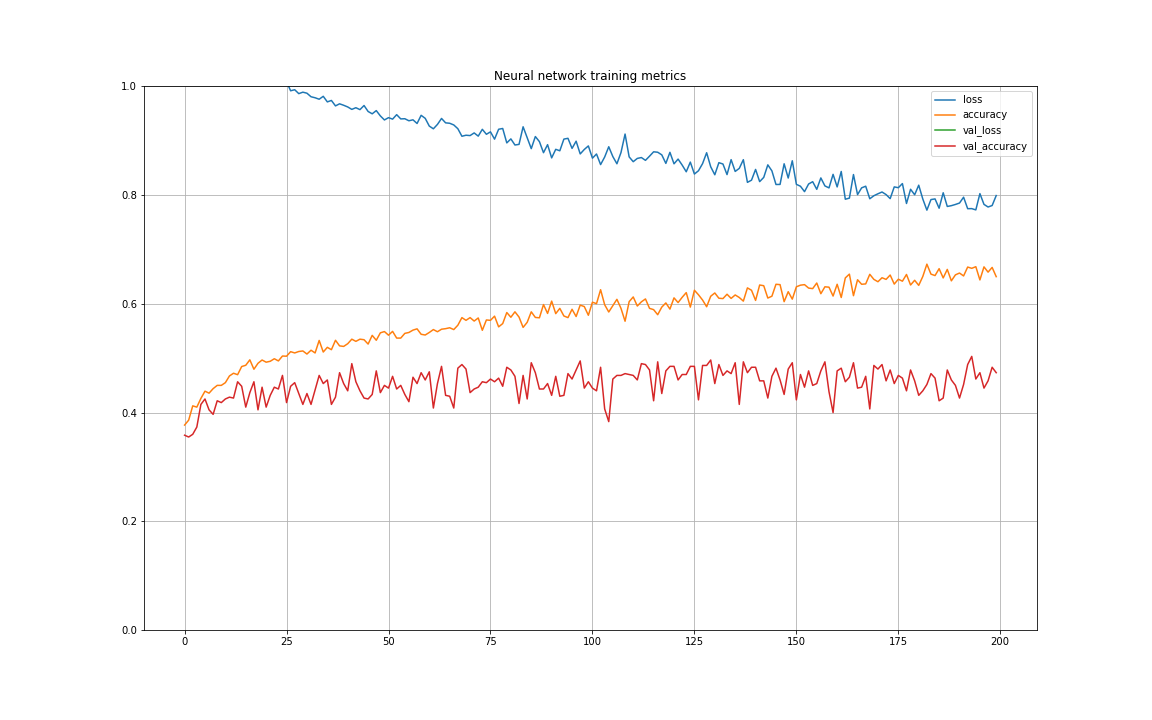 Neural network training metrics
1.0
loss
accuracy
val_loss
val_accuracy
0.8
0.6
0.4
0.2
0.0
0 25 50 75 100 125 150 175 200